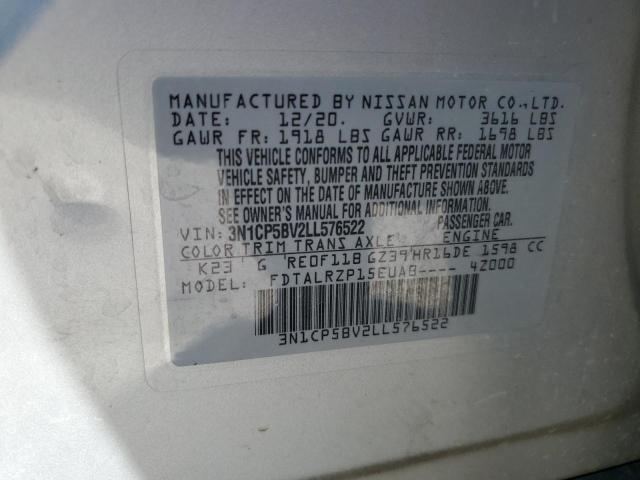 MANUFACTURED BY NISSAN MOTOR CO.,LTD.
DATE: 12/20. GVWR: 3616 LBS
GAWR FR: 1918 LBS GAWR RR: 1698 LBS
THIS VEHICLE CONFORMS TO ALL APPLICABLE FEDERAL MOTOR
VEHICLE SAFETY, BUMPER AND THEFT PREVENTION STANDARDS
IN EFFECT ON THE DATE OF MANUFACTURE SHOWN ABOVE.
SEE OWNER'S MANUAL FOR ADDITIONAL INFORMATION.
VIN: 3N1CP5BV2LL576522 PASSENGER CAR.
COLOR TRIM TRANS AXLE ENGINE
K23 G RE0F11B GZ39 HR16DE 1598 CC
MODEL: FDTALRZP15EUAB---- 4Z000
3N1CP5BV2LL576522